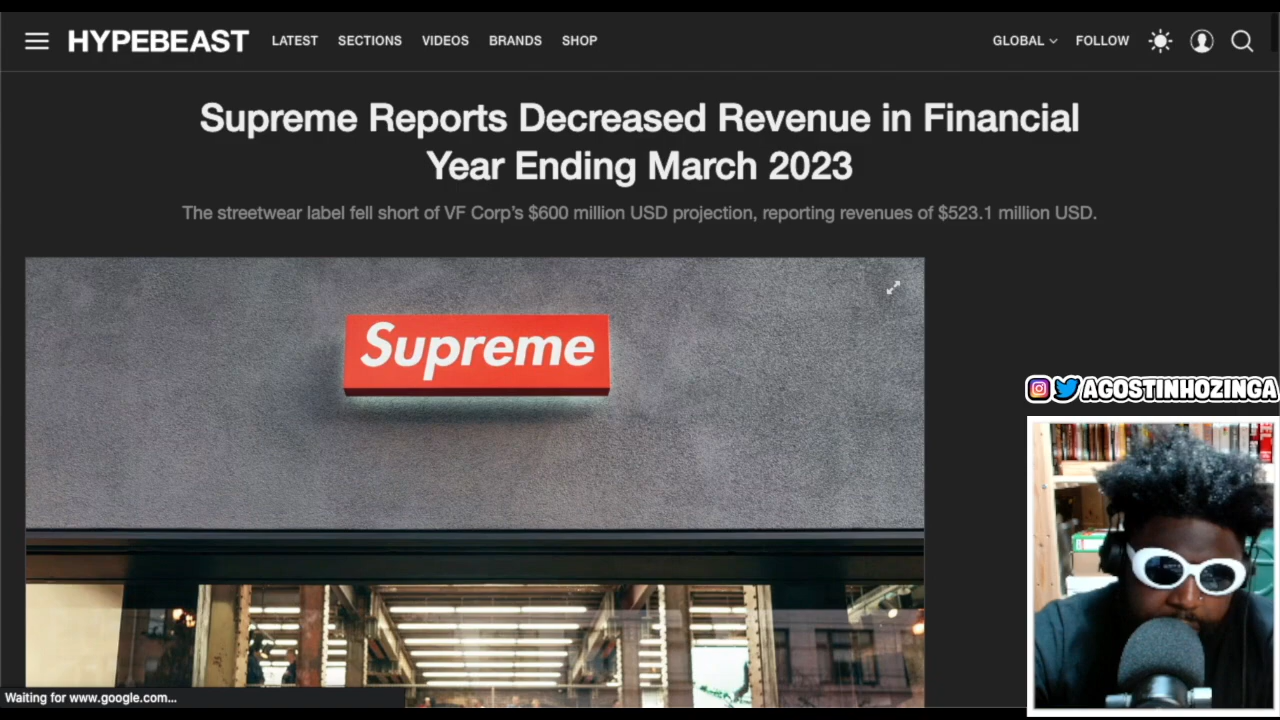 HYPEBEAST LATEST SECTIONS VIDEOS BRANDS SHOP GLOBAL FOLLOW
Supreme Reports Decreased Revenue in Financial
Year Ending March 2023
The streetwear label fell short of VF Corp's $600 million USD projection, reporting revenues of $523.1 million USD.
Supreme
AGOSTINHOZINGA
Waiting for www.google.com...